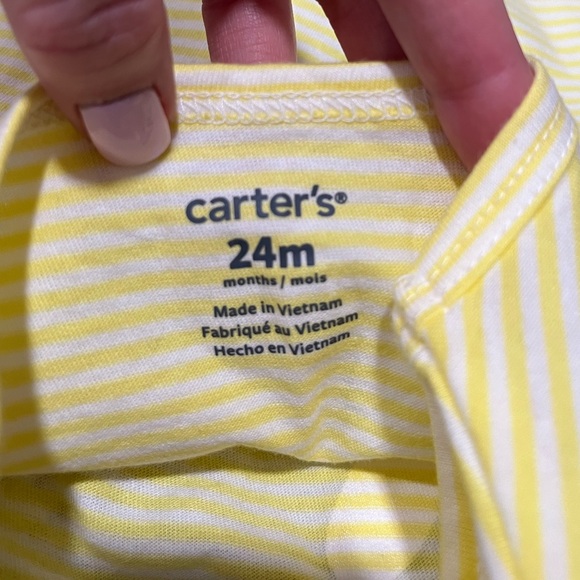 carter's®
24m
months / mois
Made in Vietnam
Fabriqué au Vietnam
Hecho en Vietnam